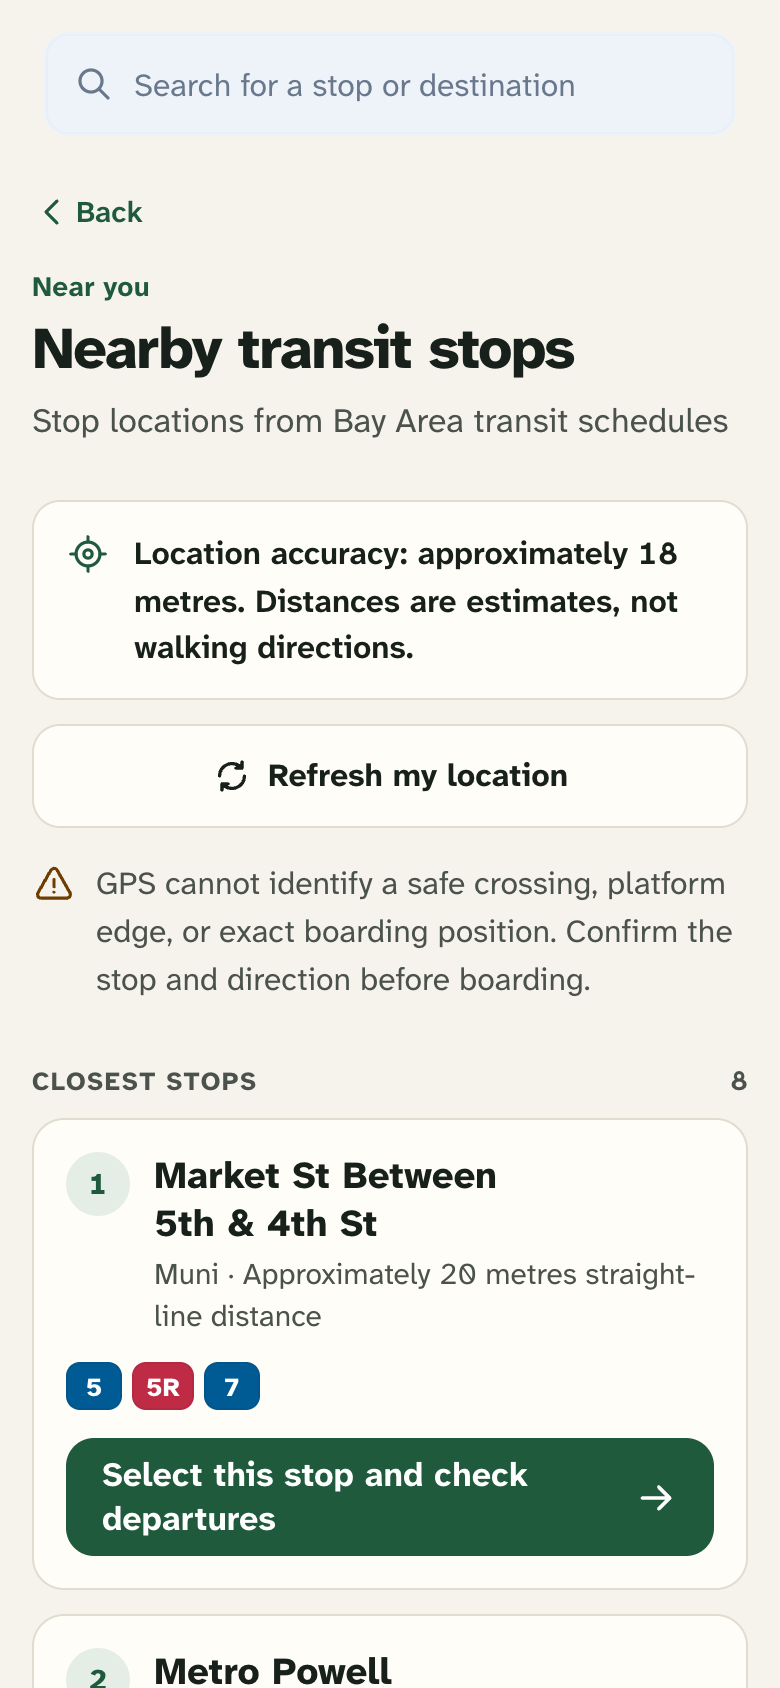 Search for a stop or destination
Back
Near you
Nearby transit stops
Stop locations from Bay Area transit schedules
Location accuracy: approximately 18
metres. Distances are estimates, not
walking directions.
Refresh my location
GPS cannot identify a safe crossing, platform
edge, or exact boarding position. Confirm the
stop and direction before boarding.
CLOSEST STOPS 8
1 Market St Between
5th & 4th St
Muni · Approximately 20 metres straight-
line distance
5 5R 7
Select this stop and check
departures
2 Metro Powell